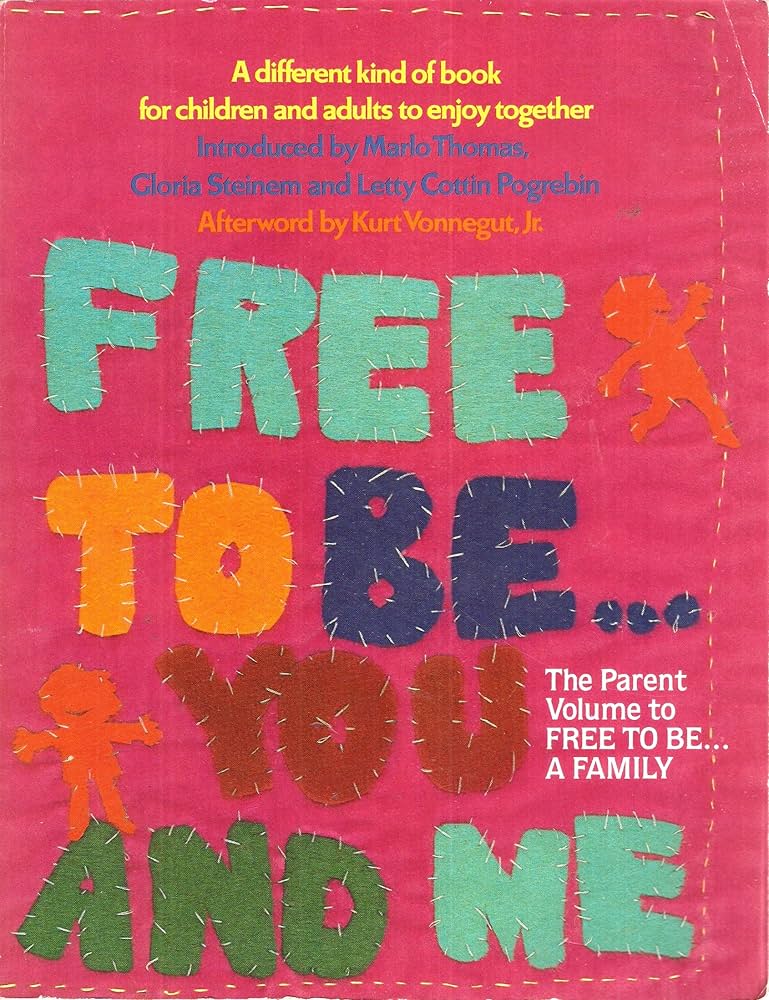 A different kind of book
for children and adults to enjoy together
Introduced by Marlo Thomas,
Gloria Steinem and Letty Cottin Pogrebin
Afterword by Kurt Vonnegut, Jr.
FREE
TO BE...
YOU
The Parent
Volume to
FREE TO BE...
A FAMILY
AND ME